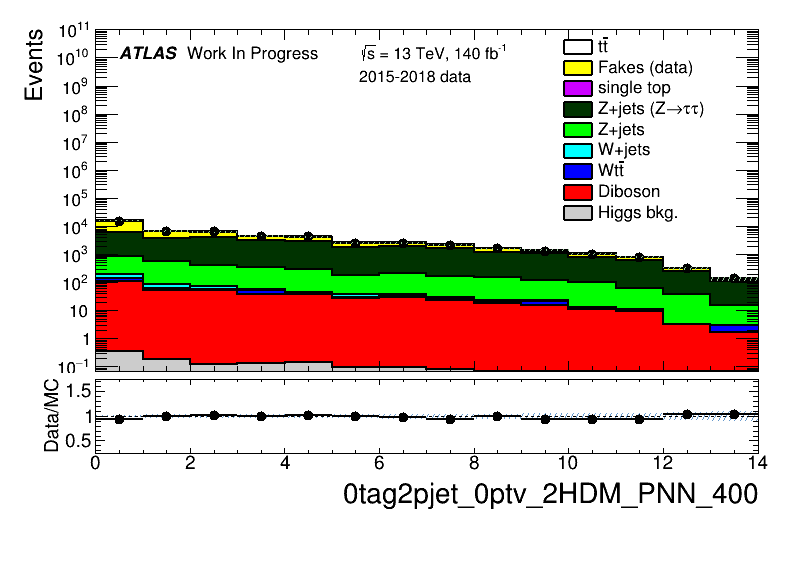 Events
10¹¹
10¹⁰
10⁹
10⁸
10⁷
10⁶
10⁵
10⁴
10³
10²
10
1
10⁻¹
ATLAS Work In Progress
√s = 13 TeV, 140 fb⁻¹
2015-2018 data
tt̄
Fakes (data)
single top
Z+jets (Z→ττ)
Z+jets
W+jets
Wtt̄
Diboson
Higgs bkg.
Data/MC
1.5
1
0.5
0 2 4 6 8 10 12 14
0tag2pjet_0ptv_2HDM_PNN_400